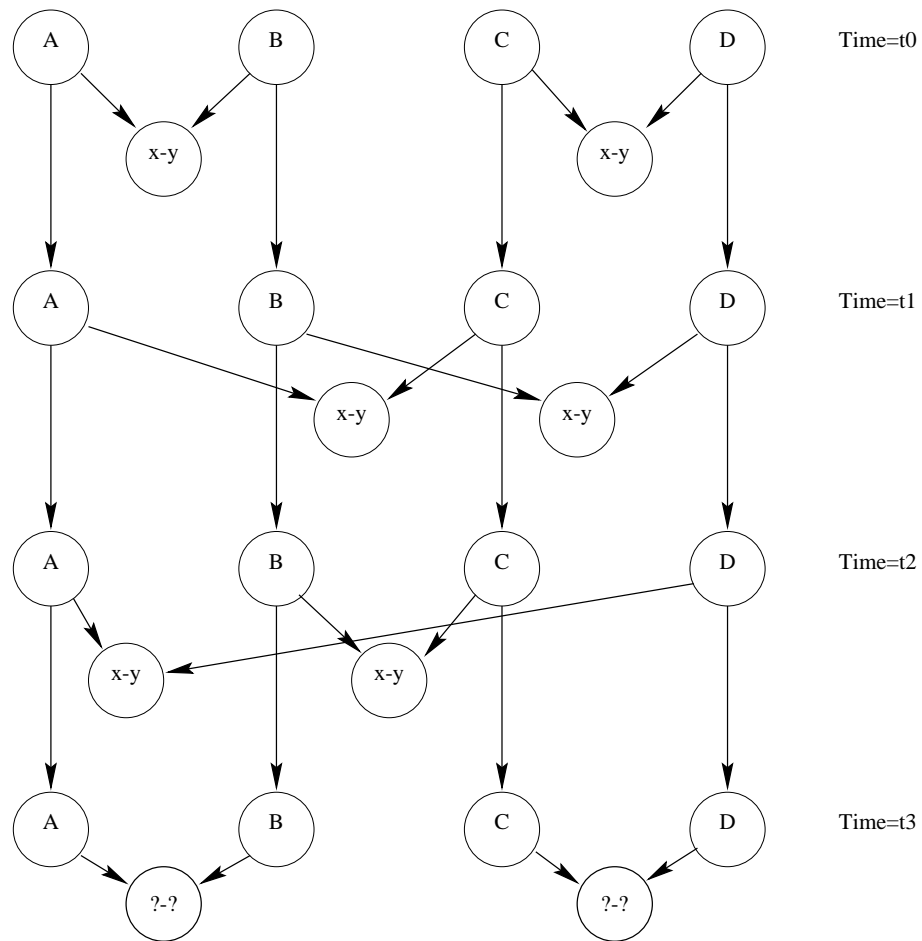 A B C D Time=t0
x-y x-y
A B C D Time=t1
x-y x-y
A B C D Time=t2
x-y x-y
A B C D Time=t3
?-? ?-?